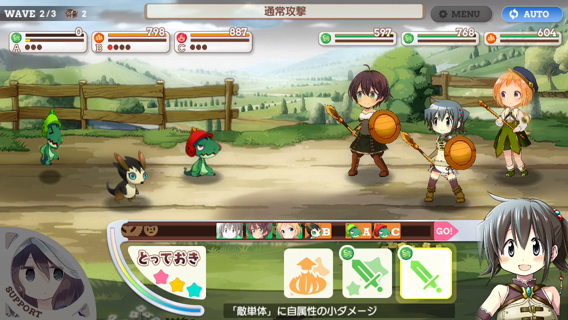 WAVE 2/3 2
通常攻撃
MENU
AUTO
0
798
887
597
768
604
A
B
C
B A C GO!
とっておき
SUPPORT
「敵単体」に自属性の小ダメージ